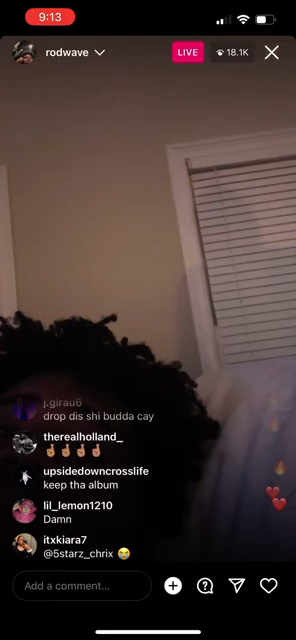 9:13
rodwave
LIVE
18.1K
j.girau6
drop dis shi budda cay
therealholland_
upsidedowncrosslife
keep tha album
lil_lemon1210
Damn
itxkiara7
@5starz_chrix
Add a comment...